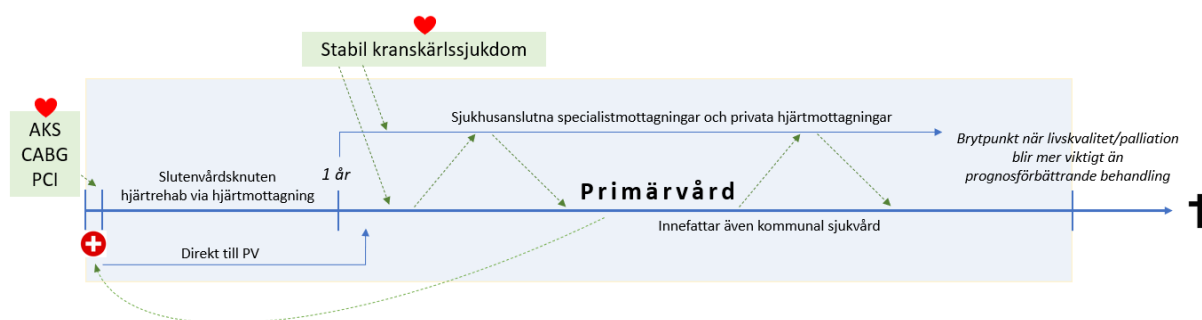 Stabil kranskärlssjukdom
AKS
CABG
PCI
Sjukhusanslutna specialistmottagningar och privata hjärtmottagningar
Brytpunkt när livskvalitet/palliation
blir mer viktigt än
prognosförbättrande behandling
Slutenvårdsknuten
hjärtrehab via hjärtmottagning
1 år
Primärvård
Innefattar även kommunal sjukvård
Direkt till PV